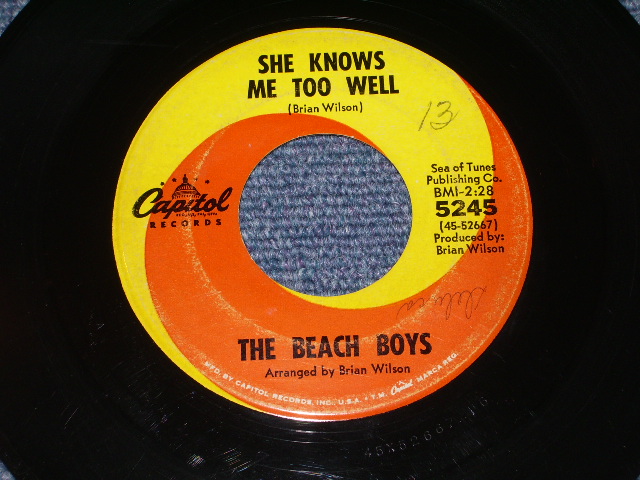 SHE KNOWS
ME TOO WELL
(Brian Wilson)
13
Sea of Tunes
Publishing Co.
BMI-2:28
5245
(45-52667)
Produced by:
Brian Wilson
Capitol
RECORDS
THE BEACH BOYS
Arranged by Brian Wilson
MFD. BY CAPITOL RECORDS, INC., U.S.A. • T.M. Capitol MARCA REG.